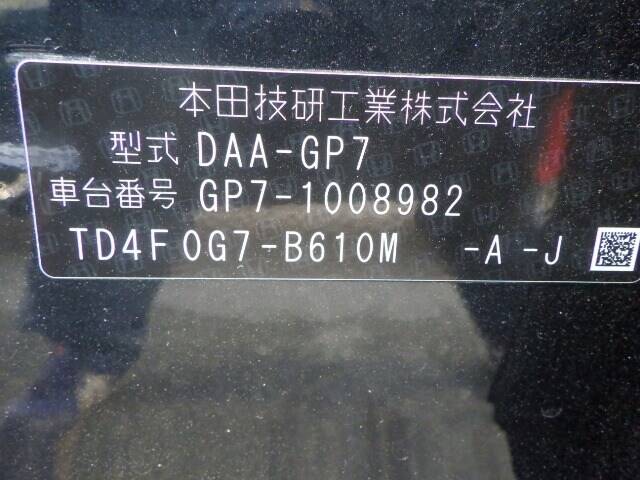 本田技研工業株式会社
型式 DAA-GP7
車台番号 GP7-1008982
TD4F0G7-B610M -A -J